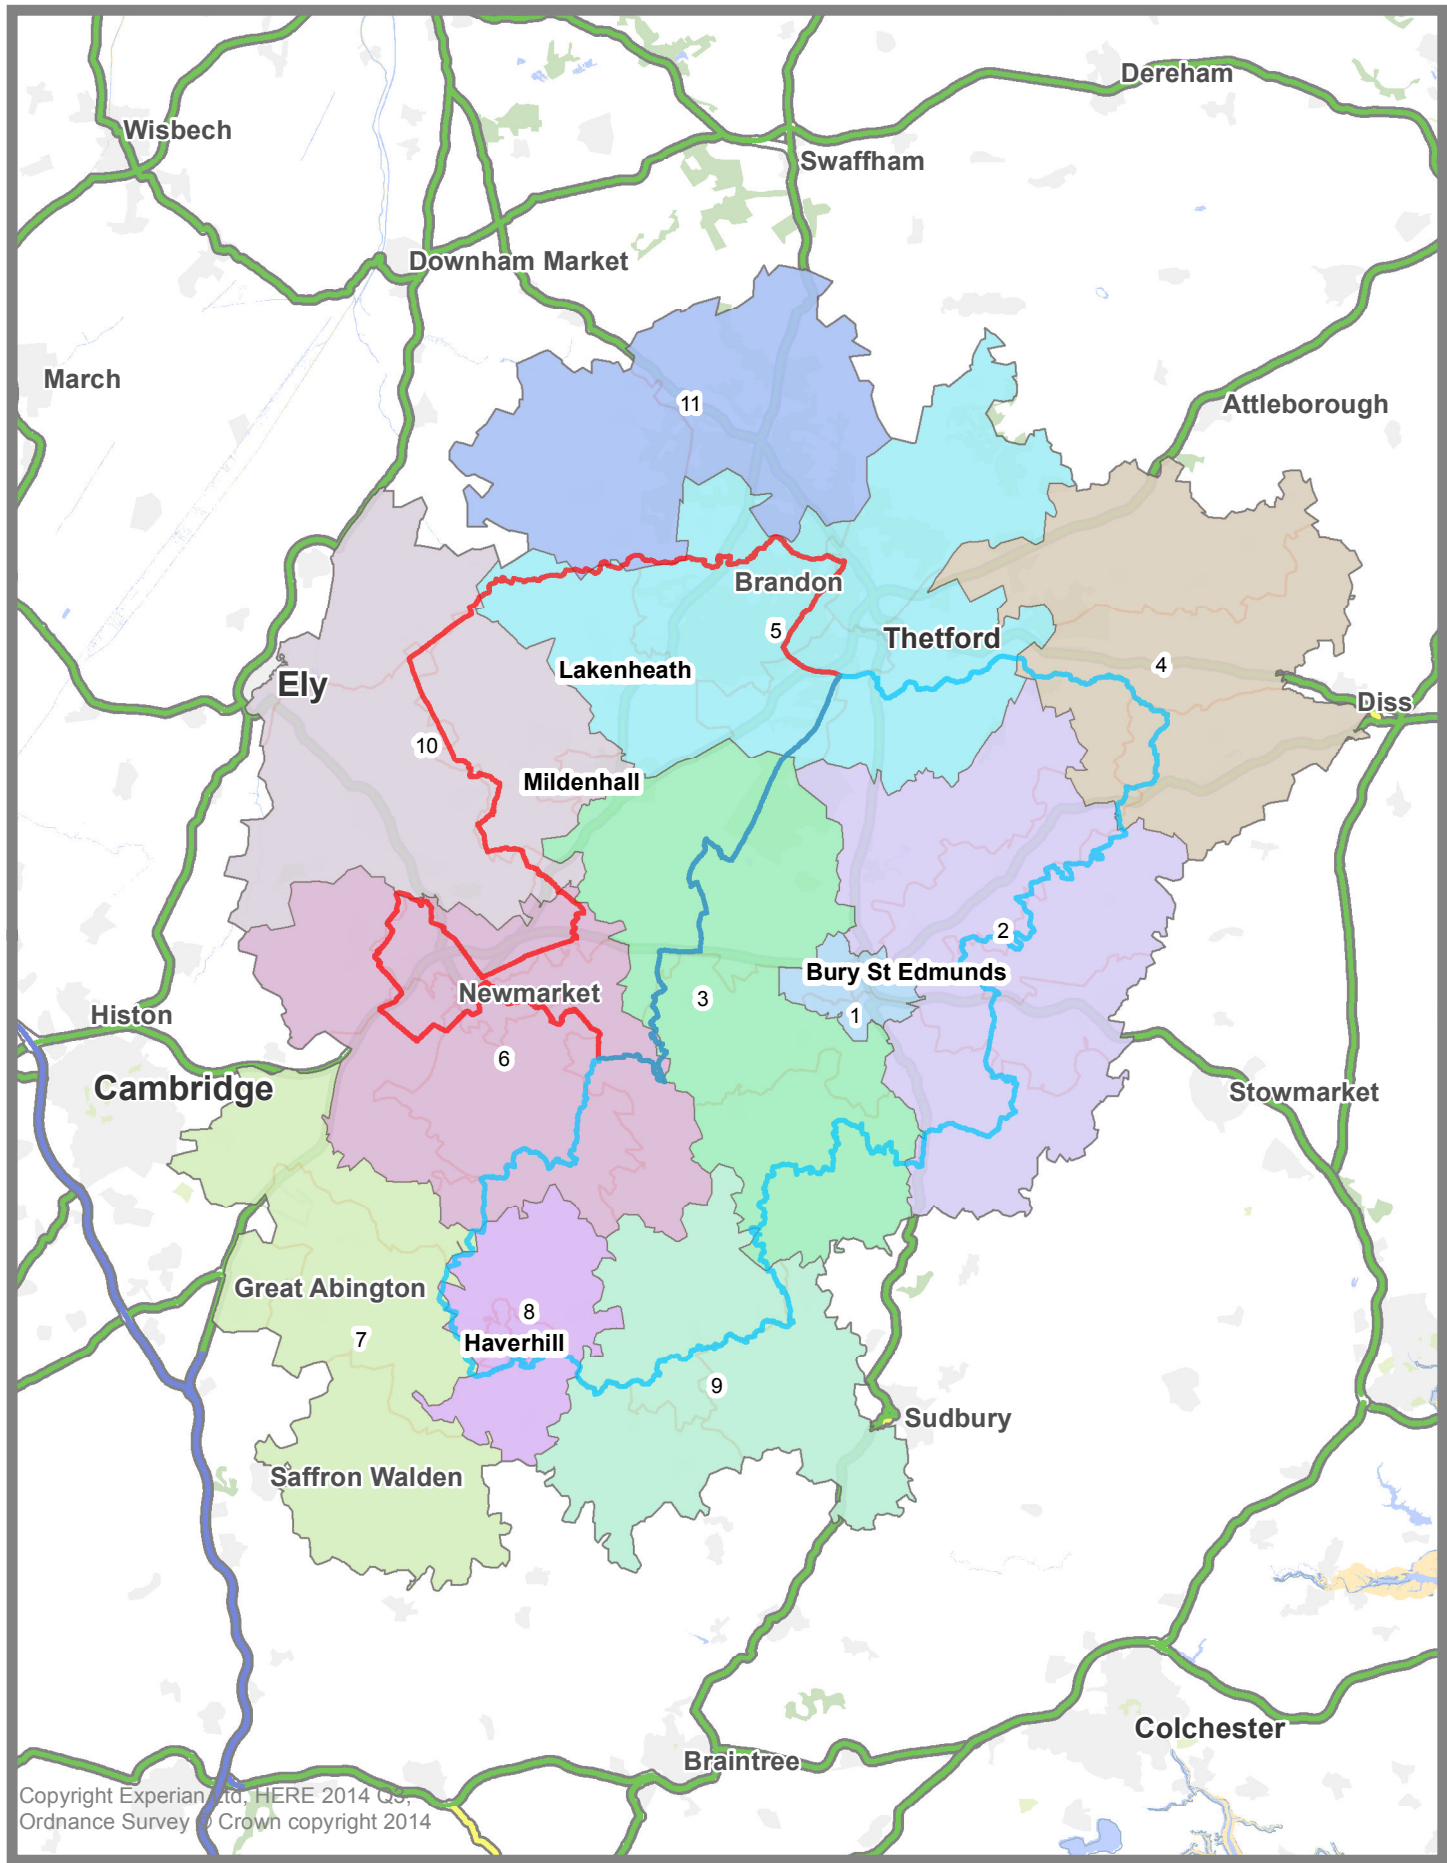 Dereham
Wisbech
Swaffham
Downham Market
March
11
Attleborough
Brandon
5
Thetford
4
Lakenheath
Ely
Diss
10
Mildenhall
2
Bury St Edmunds
Newmarket
3
1
Histon
6
Cambridge
Stowmarket
Great Abington
8
7
Haverhill
9
Sudbury
Saffron Walden
Colchester
Braintree
Copyright Experian Ltd, HERE 2014 Q3,
Ordnance Survey © Crown copyright 2014